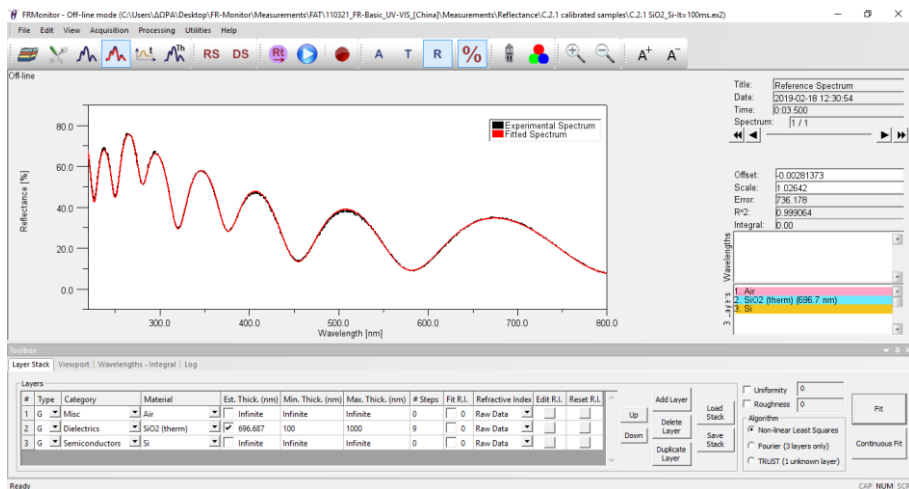 FRMonitor - Off-line mode (C:\Users\ΔΩΡΑ\Desktop\FR-Monitor\Measurements\FAT\110321_FR-Basic_UV-VIS_[China]\Measurements\Reflectance\C.2.1 calibrated samples\C.2.1 SiO2_Si-It=100ms.ex2)
File Edit View Acquisition Processing Utilities Help
Th RS DS Rt A T R % A+ A-
Off-line
Title: Reference Spectrum
Date: 2019-02-18 12:30:54
Time: 0:03.500
Spectrum: 1 / 1
Offset: -0.00281373
Scale: 1.02642
Error: 736.178
R^2: 0.999064
Integral: 0.00
Wavelengths
3 Layers
1. Air
2. SiO2 (therm) (696.7 nm)
3. Si
Experimental Spectrum
Fitted Spectrum
Reflectance [%]
80.0
60.0
40.0
20.0
0.0
300.0 400.0 500.0 600.0 700.0 800.0
Wavelength [nm]
Toolbox
Layer Stack Viewport Wavelengths - Integral Log
Layers
# Type Category Material Est. Thick. (nm) Min. Thick. (nm) Max. Thick. (nm) # Steps Fit R.I. Refractive Index Edit R.I. Reset R.I.
1 G Misc Air Infinite Infinite Infinite 0 0 Raw Data
2 G Dielectrics SiO2 (therm) 696.687 100 1000 9 0 Raw Data
3 G Semiconductors Si Infinite Infinite Infinite 0 0 Raw Data
Up
Down
Add Layer
Delete Layer
Duplicate Layer
Load Stack
Save Stack
Uniformity 0
Roughness 0
Algorithm
Non-linear Least Squares
Fourier (3 layers only)
TRUST (1 unknown layer)
Fit
Continuous Fit
Ready
CAP NUM SCR